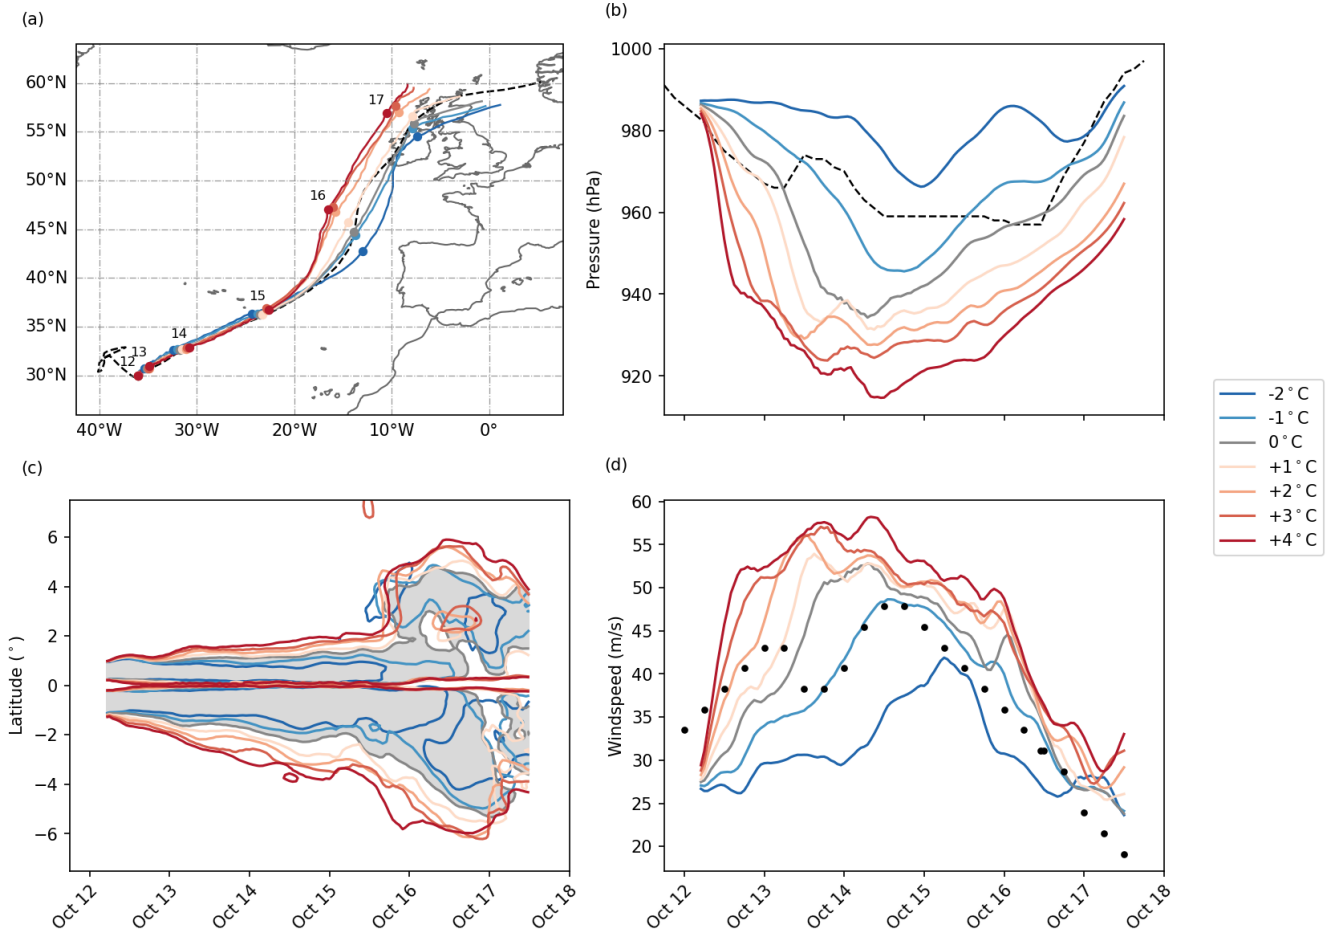 (a)
60°N
55°N
50°N
45°N
40°N
35°N
30°N
40°W
30°W
20°W
10°W
0°
12
13
14
15
16
17
(b)
Pressure (hPa)
1000
980
960
940
920
-2°C
-1°C
0°C
+1°C
+2°C
+3°C
+4°C
(c)
Latitude (°)
6
4
2
0
−2
−4
−6
Oct 12
Oct 13
Oct 14
Oct 15
Oct 16
Oct 17
Oct 18
(d)
Windspeed (m/s)
60
55
50
45
40
35
30
25
20
Oct 12
Oct 13
Oct 14
Oct 15
Oct 16
Oct 17
Oct 18